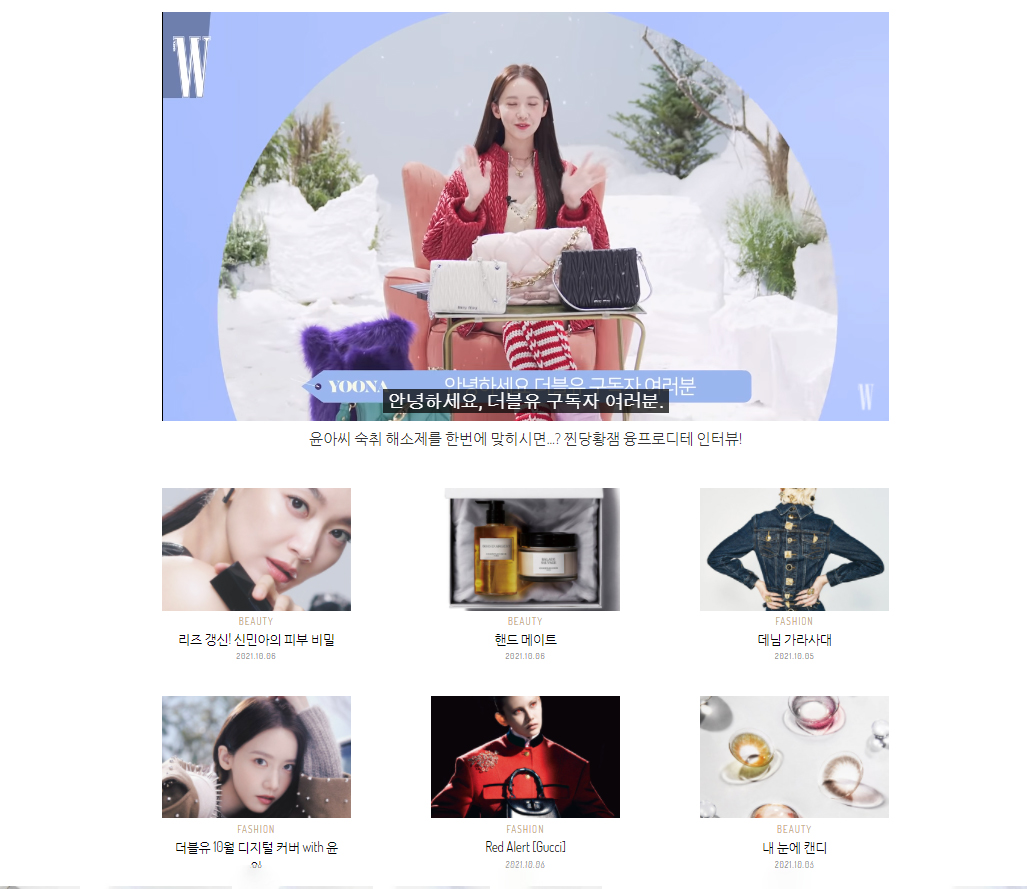 W
YOONA 안녕하세요 더블유 구독자 여러분
안녕하세요, 더블유 구독자 여러분.
W
윤아씨 숙취 해소제를 한번에 맞히시면...? 찐당황잼 융프로디테 인터뷰!
BEAUTY
리즈 갱신! 신민아의 피부 비밀
2021.10.06
BEAUTY
핸드 메이트
2021.10.06
FASHION
데님 가라사대
2021.10.05
FASHION
더블유 10월 디지털 커버 with 윤
아
FASHION
Red Alert [Gucci]
2021.10.06
BEAUTY
내 눈에 캔디
2021.10.06